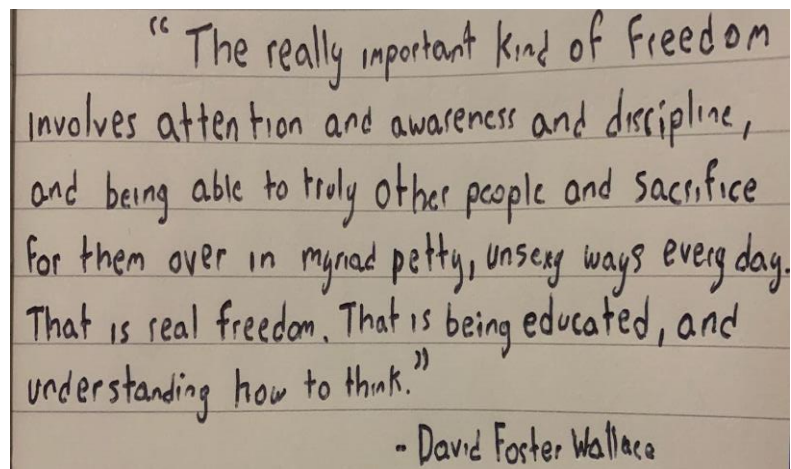 “The really important kind of freedom
involves attention and awareness and discipline,
and being able to truly other people and sacrifice
for them over in myriad petty, unsexy ways every day.
That is real freedom. That is being educated, and
understanding how to think.”
- David Foster Wallace